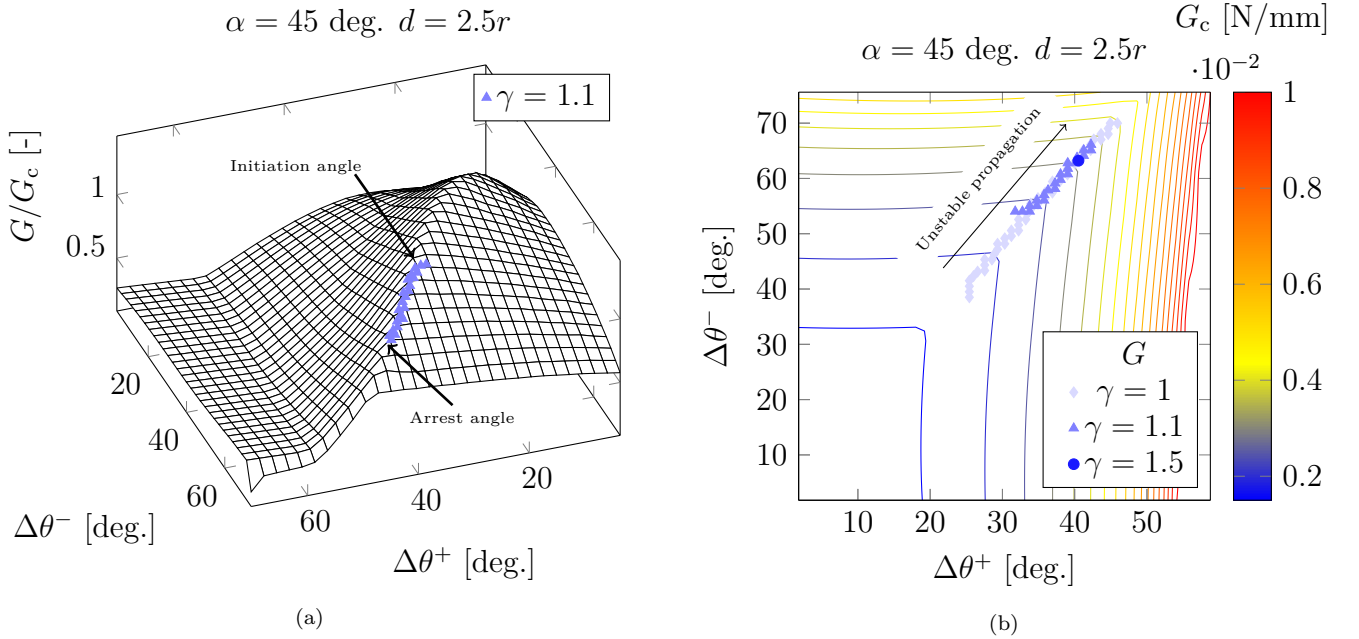 α = 45 deg. d = 2.5r
γ = 1.1
G/G_c [-]
1
0.5
Initiation angle
Arrest angle
20
40
60
Δθ⁻ [deg.]
60
40
20
Δθ⁺ [deg.]
(a)
α = 45 deg. d = 2.5r
G_c [N/mm]
·10⁻²
Unstable propagation
70
60
50
40
30
20
10
Δθ⁻ [deg.]
10
20
30
40
50
Δθ⁺ [deg.]
G
γ = 1
γ = 1.1
γ = 1.5
1
0.8
0.6
0.4
0.2
(b)